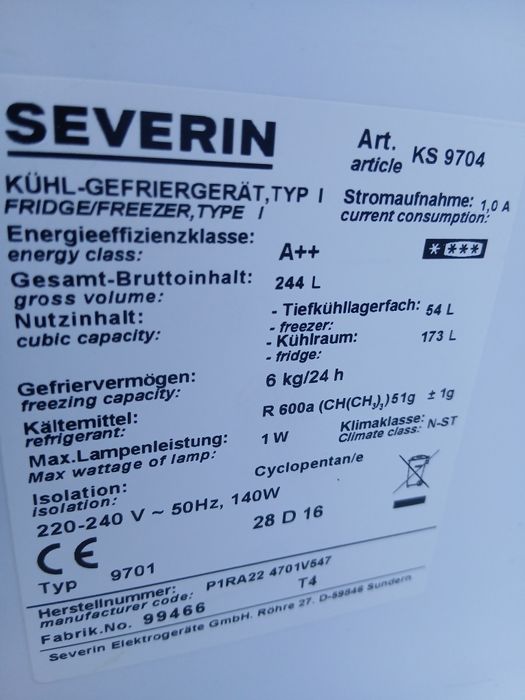 SEVERIN
Art. KS 9704
article
KÜHL-GEFRIERGERÄT,TYP I
FRIDGE/FREEZER,TYPE I
Stromaufnahme: 1,0 A
current consumption:
Energieeffizienzklasse: A++
energy class:
* ***
Gesamt-Bruttoinhalt: 244 L
gross volume:
Nutzinhalt: - Tiefkühllagerfach: 54 L
cubic capacity: - freezer:
- Kühlraum: 173 L
- fridge:
Gefriervermögen: 6 kg/24 h
freezing capacity:
Kältemittel: R 600a (CH(CH3)3)51g ± 1g
refrigerant:
Max.Lampenleistung: 1 W
Max wattage of lamp:
Klimaklasse: N-ST
Climate class:
Isolation: Cyclopentan/e
isolation:
220-240 V ~ 50Hz, 140W
28 D 16
CE
Typ 9701
Herstellnummer: P1RA22 4701V547
manufacturer code: T4
Fabrik.No. 99466
Severin Elektrogeräte GmbH. Röhre 27. D-59846 Sundern